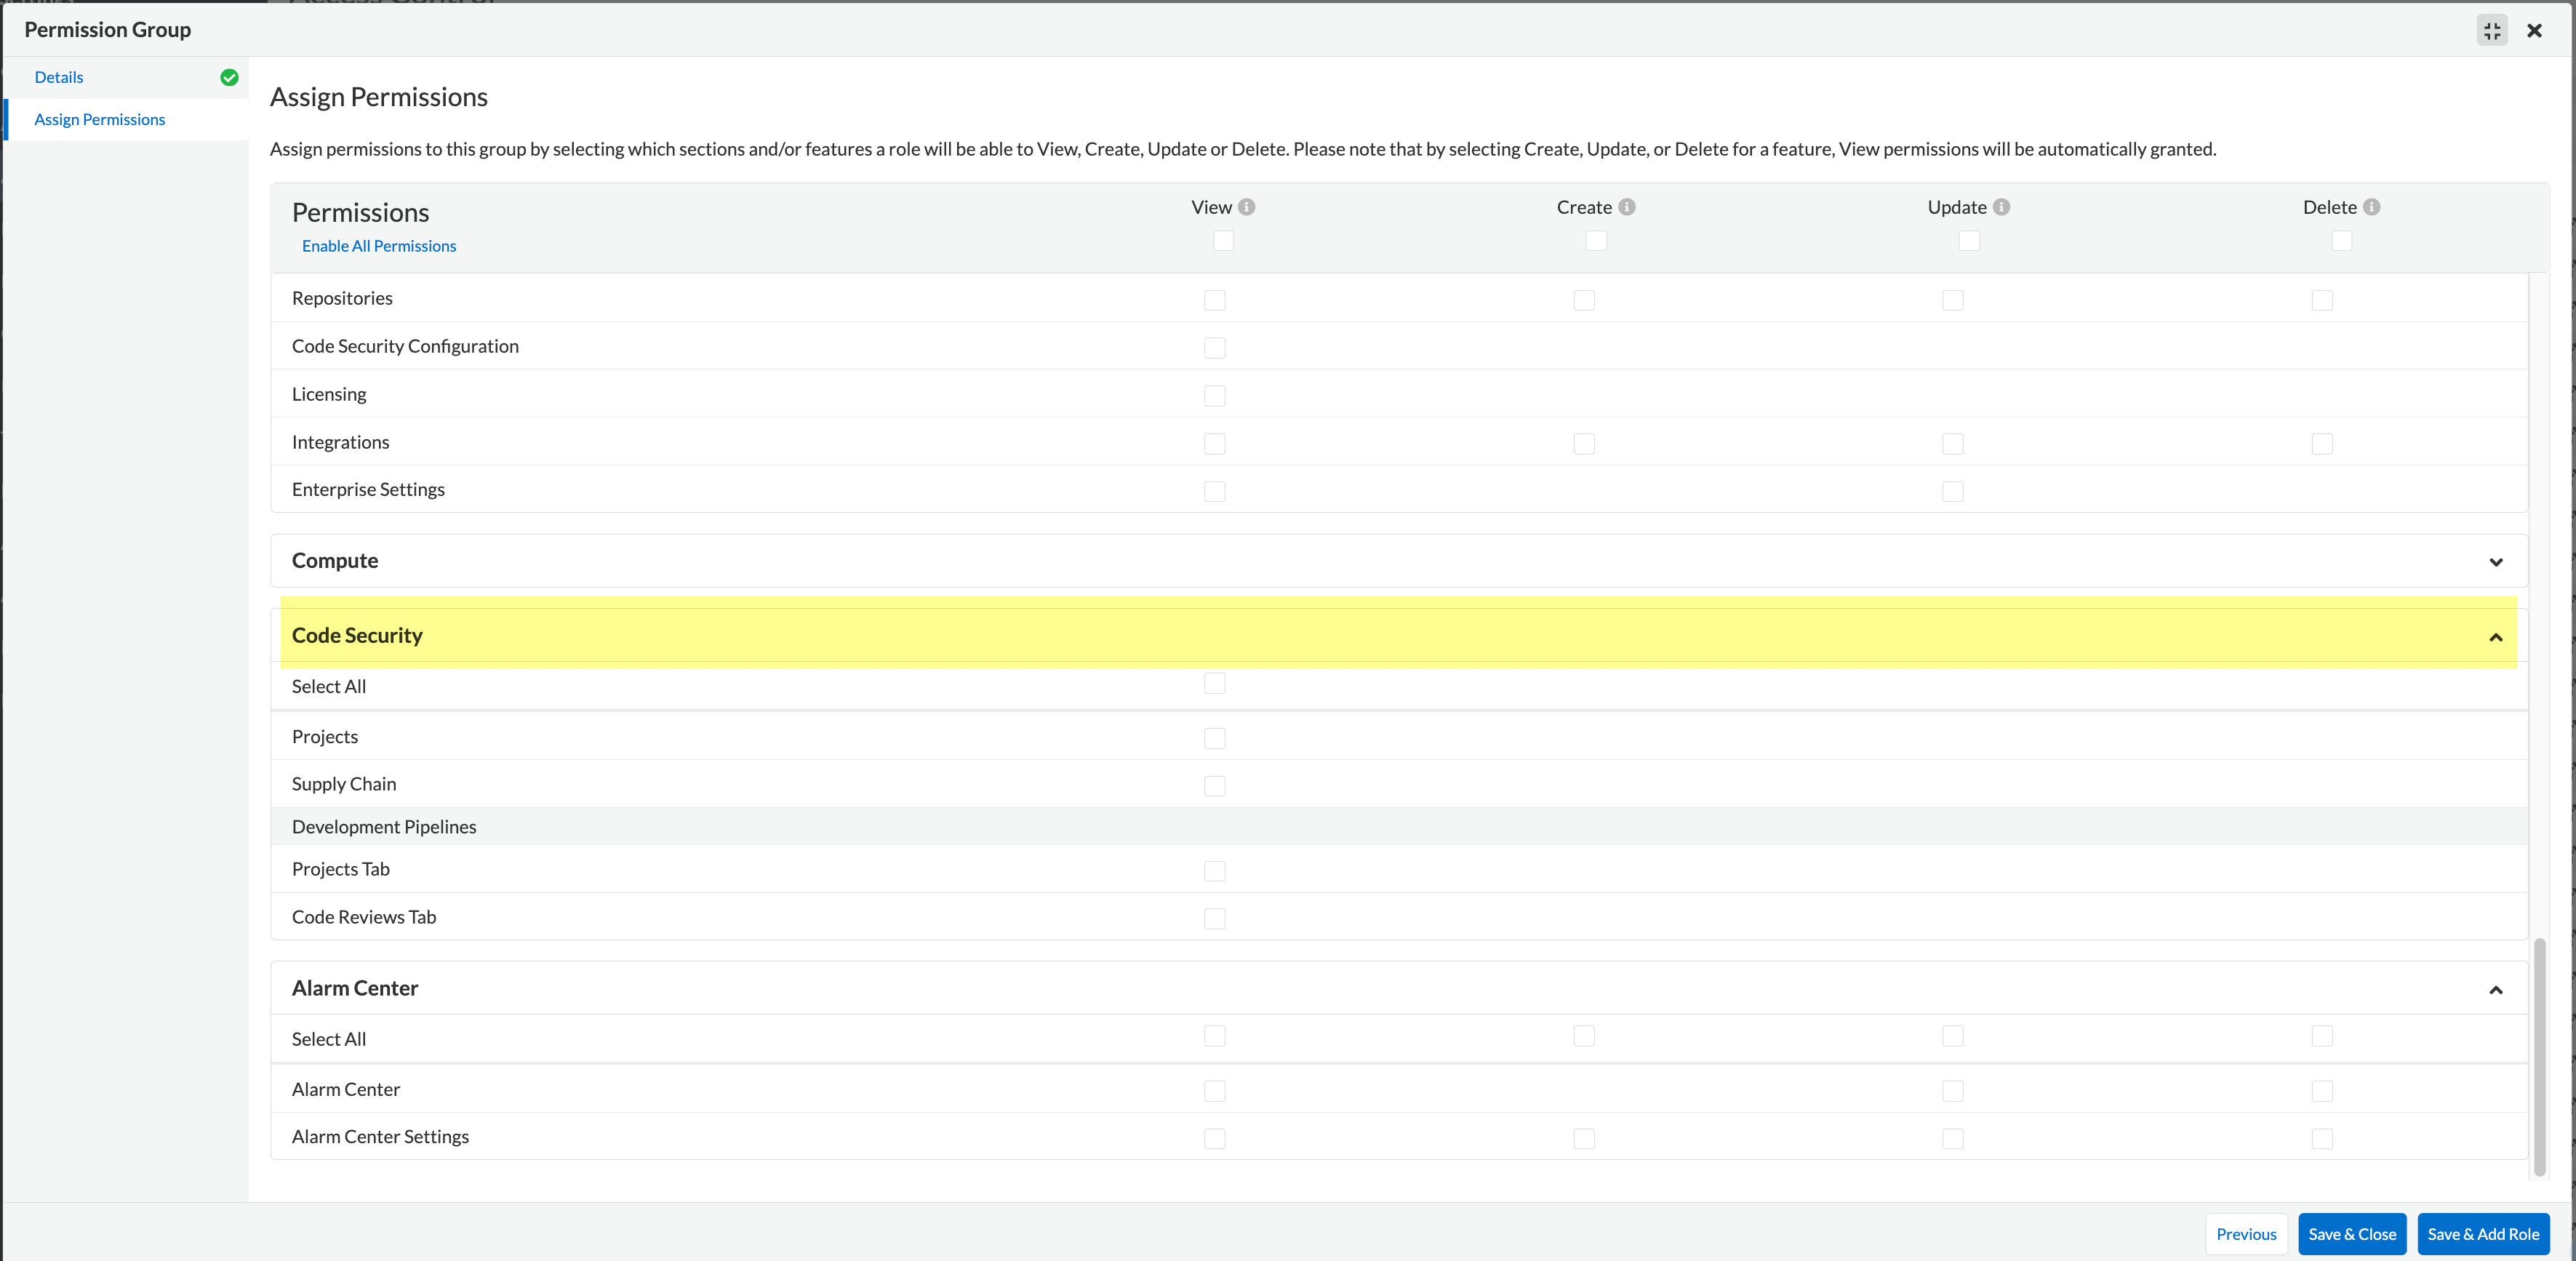 Permission Group
Details
Assign Permissions
Assign Permissions
Assign permissions to this group by selecting which sections and/or features a role will be able to View, Create, Update or Delete. Please note that by selecting Create, Update, or Delete for a feature, View permissions will be automatically granted.
Permissions
View
Create
Update
Delete
Enable All Permissions
Repositories
Code Security Configuration
Licensing
Integrations
Enterprise Settings
Compute
Code Security
Select All
Projects
Supply Chain
Development Pipelines
Projects Tab
Code Reviews Tab
Alarm Center
Select All
Alarm Center
Alarm Center Settings
Previous
Save & Close
Save & Add Role